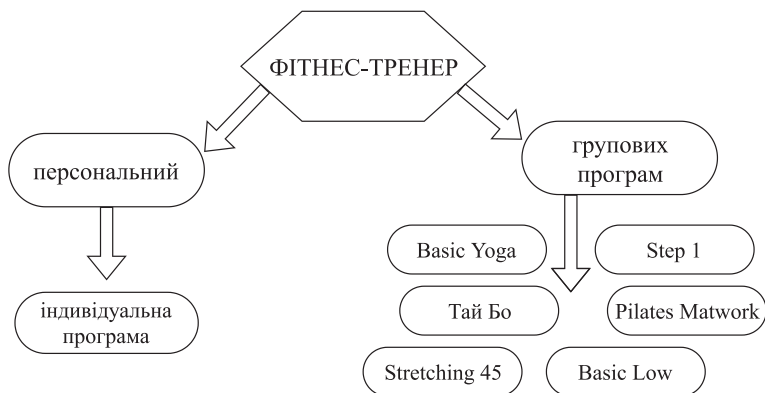 ФІТНЕС-ТРЕНЕР
персональний
групових
програм
Basic Yoga
Step 1
індивідуальна
програма
Тай Бо
Pilates Matwork
Stretching 45
Basic Low